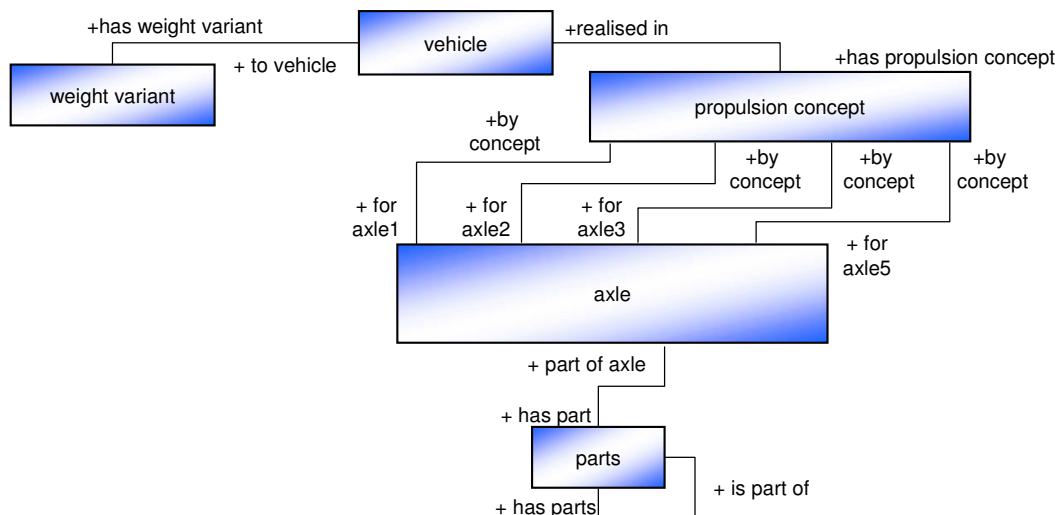 +has weight variant
vehicle
+realised in
+ to vehicle
+has propulsion concept
weight variant
propulsion concept
+by
concept
+by
concept
+by
concept
+by
concept
+ for
axle1
+ for
axle2
+ for
axle3
+ for
axle5
axle
+ part of axle
+ has part
parts
+ is part of
+ has parts